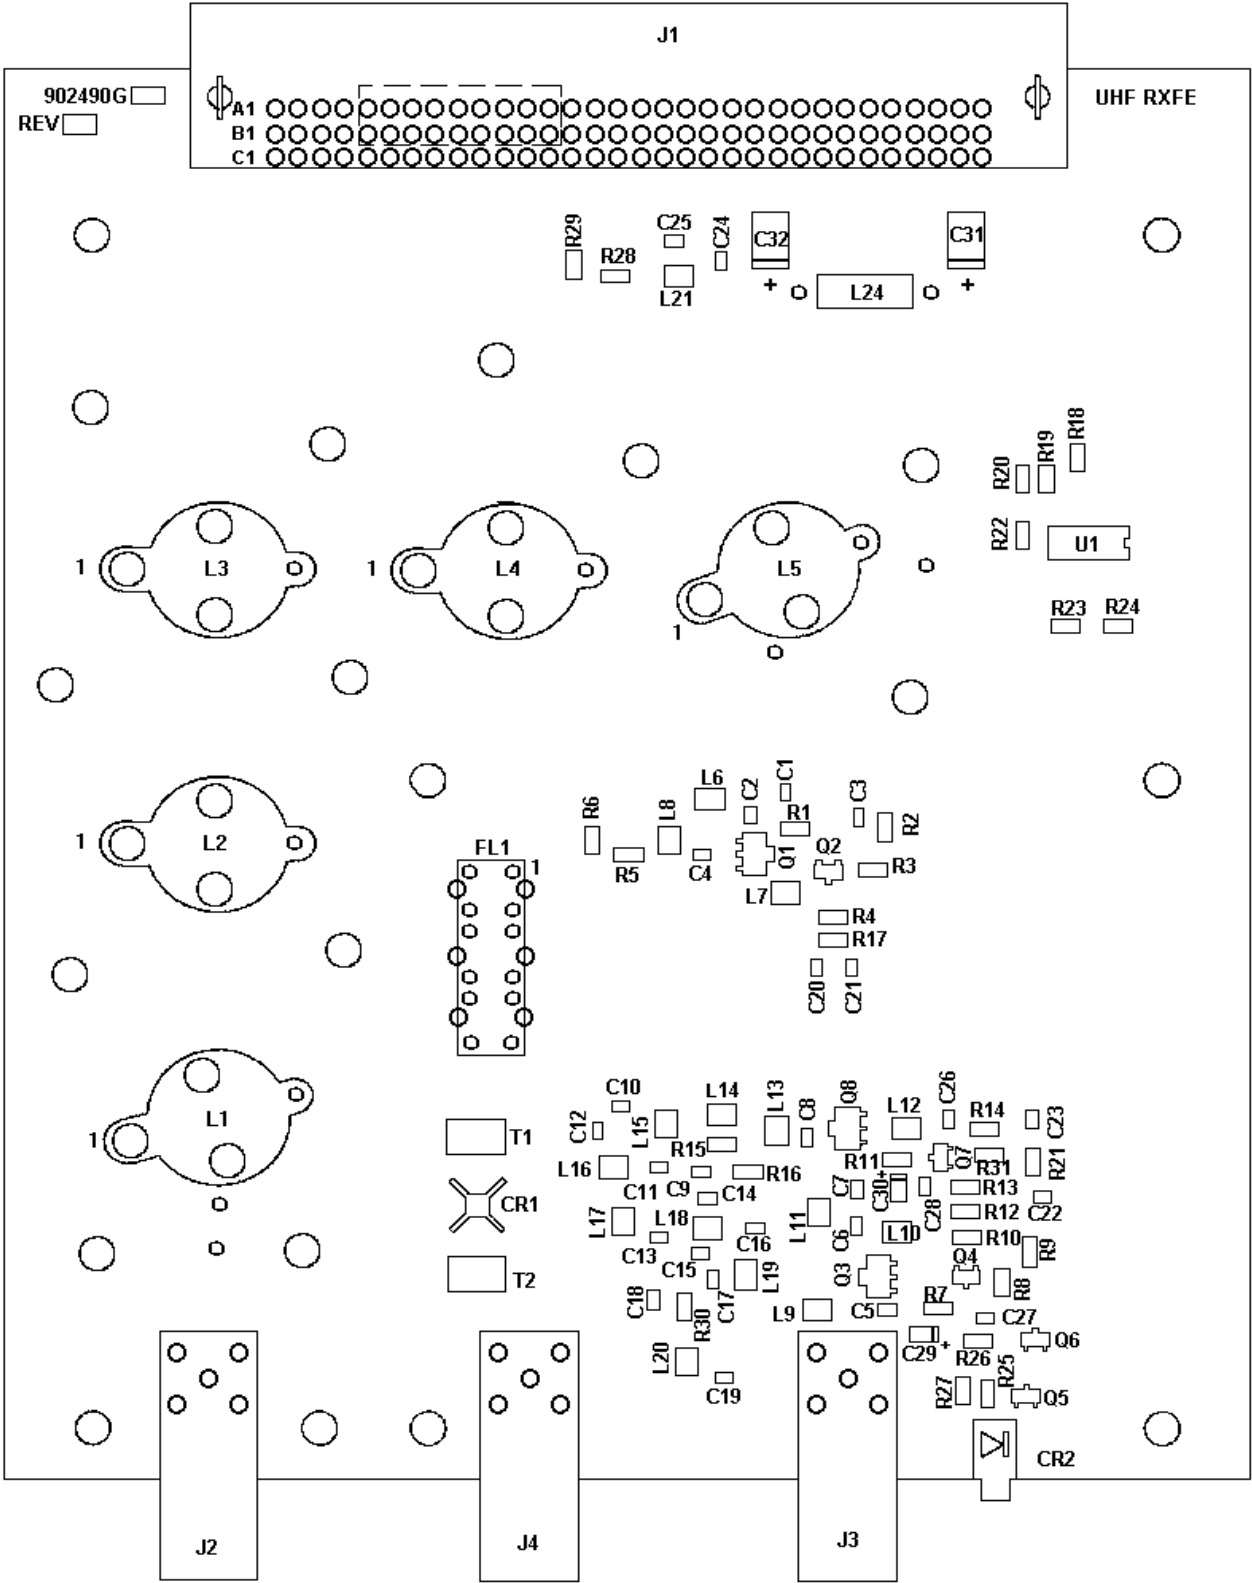 J1
902490G
UHF RXFE
REV
A1
B1
C1
R29
C25
C24
C32
C31
R28
L21
+
L24
+
R18
R19
R20
R22
U1
1
L3
1
L4
L5
1
R23
R24
L6
C2
C1
C3
R6
L8
R1
R2
1
L2
FL1
1
R5
C4
Q1
Q2
R3
L7
R4
R17
C20
C21
C10
L14
L13
C8
Q8
L12
C26
R14
C23
L1
1
T1
C12
L15
R15
R11
Q7
R31
R21
L16
C11
C9
R16
C14
C7
C30
+
C28
R13
C22
CR1
L17
L18
C16
L11
C6
L10
R12
R10
R9
C13
C15
Q3
Q4
T2
C18
R30
C17
L19
L9
C5
R7
R8
C27
C29
+
R26
Q6
L20
C19
R27
R25
Q5
CR2
J2
J4
J3